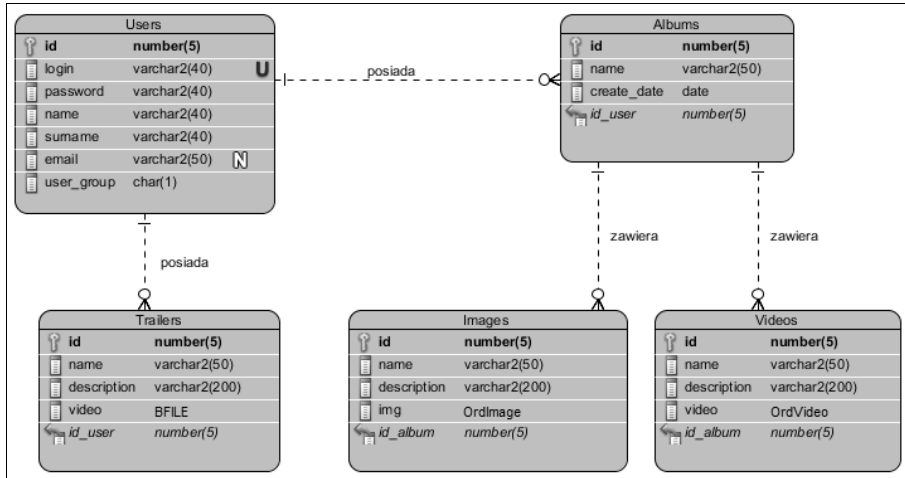 Users
id number(5)
login varchar2(40) U
password varchar2(40)
name varchar2(40)
surname varchar2(40)
email varchar2(50) N
user_group char(1)
posiada
Albums
id number(5)
name varchar2(50)
create_date date
id_user number(5)
posiada
zawiera
zawiera
Trailers
id number(5)
name varchar2(50)
description varchar2(200)
video BFILE
id_user number(5)
Images
id number(5)
name varchar2(50)
description varchar2(200)
img OrdImage
id_album number(5)
Videos
id number(5)
name varchar2(50)
description varchar2(200)
video OrdVideo
id_album number(5)